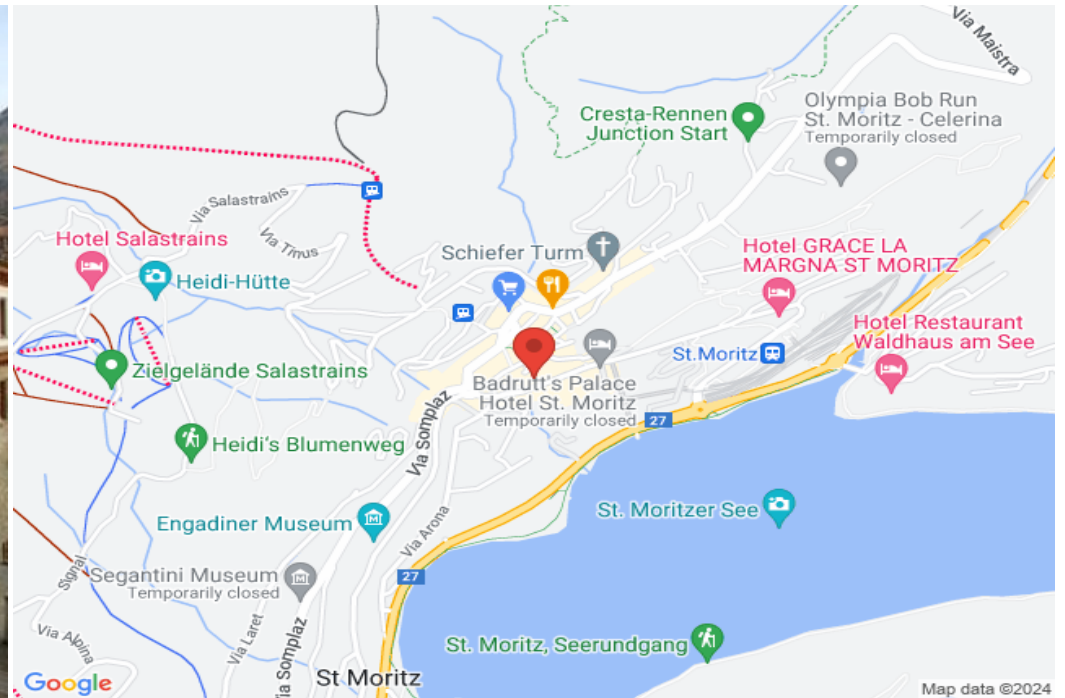 Via Maistra
Cresta-Rennen
Junction Start
Olympia Bob Run
St. Moritz - Celerina
Temporarily closed
Via Salastrains
Via Tinus
Hotel Salastrains
Heidi-Hütte
Schiefer Turm
Hotel GRACE LA
MARGNA ST MORITZ
Hotel Restaurant
Waldhaus am See
St.Moritz
Zielgelände Salastrains
Badrutt's Palace
Hotel St. Moritz
Temporarily closed
27
Heidi's Blumenweg
Via Somplaz
Engadiner Museum
Via Arona
St. Moritzer See
27
Segantini Museum
Temporarily closed
Signal
Via Alpina
Via Laret
ia Somplaz
St. Moritz, Seerundgang
St Moritz
Google
Map data ©2024